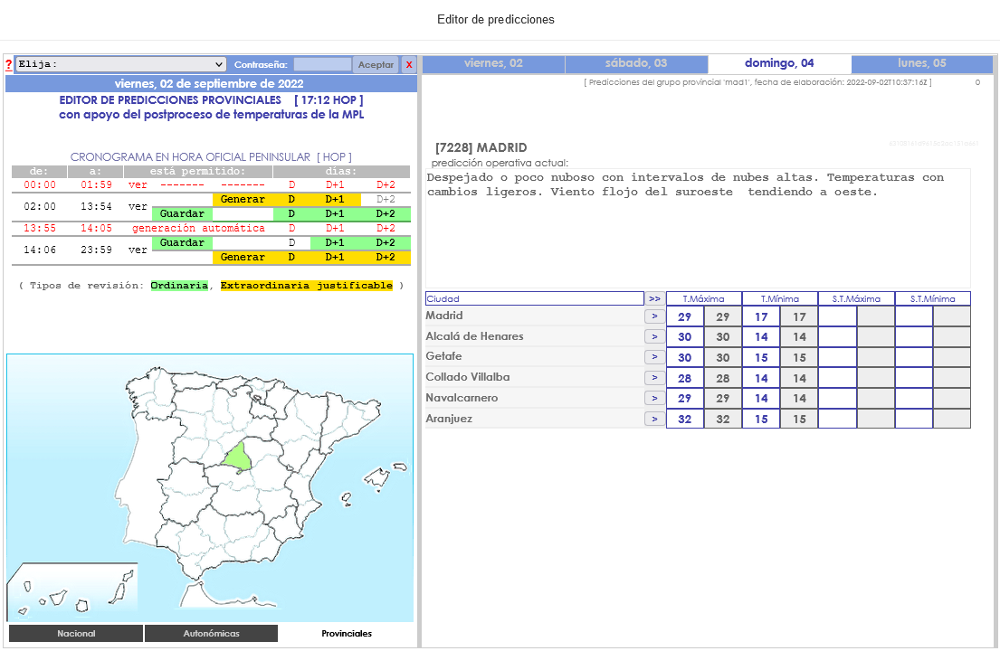 Editor de predicciones
? Elija: Contraseña: Aceptar X
viernes, 02 de septiembre de 2022
EDITOR DE PREDICCIONES PROVINCIALES [ 17:12 HOP ]
con apoyo del postproceso de temperaturas de la MPL
CRONOGRAMA EN HORA OFICIAL PENINSULAR [ HOP ]
de: a: está permitido: días:
00:00 01:59 ver ------- ------- D D+1 D+2
02:00 13:54 ver Generar D D+1 D+2
Guardar D D+1 D+2
13:55 14:05 generación automática D D+1 D+2
14:06 23:59 ver Guardar D D+1 D+2
Generar D D+1 D+2
( Tipos de revisión: Ordinaria, Extraordinaria justificable )
Nacional Autonómicas Provinciales
viernes, 02 sábado, 03 domingo, 04 lunes, 05
[ Predicciones del grupo provincial 'mad1', fecha de elaboración: 2022-09-02T10:37:16Z ] 0
[7228] MADRID
predicción operativa actual:
Despejado o poco nuboso con intervalos de nubes altas. Temperaturas con
cambios ligeros. Viento flojo del suroeste tendiendo a oeste.
Ciudad >> T.Máxima T.Mínima S.T.Máxima S.T.Mínima
Madrid > 29 29 17 17
Alcalá de Henares > 30 30 14 14
Getafe > 30 30 15 15
Collado Villalba > 28 28 14 14
Navalcarnero > 29 29 14 14
Aranjuez > 32 32 15 15